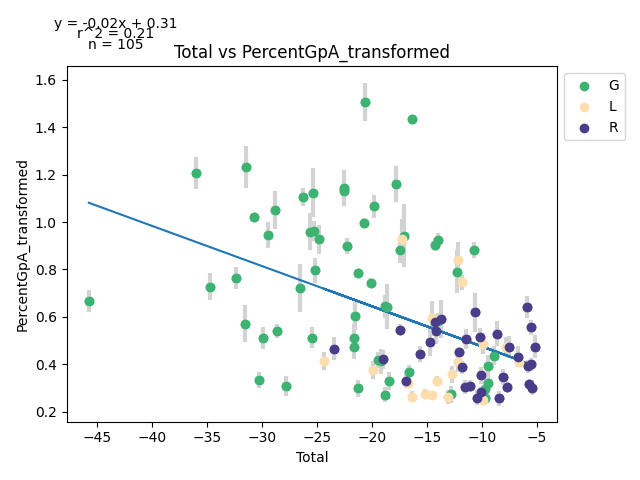 y = -0.02x + 0.31
r^2 = 0.21
n = 105
Total vs PercentGpA_transformed
1.6
1.4
1.2
1.0
0.8
0.6
0.4
0.2
PercentGpA_transformed
−45
−40
−35
−30
−25
−20
−15
−10
−5
Total
G
L
R